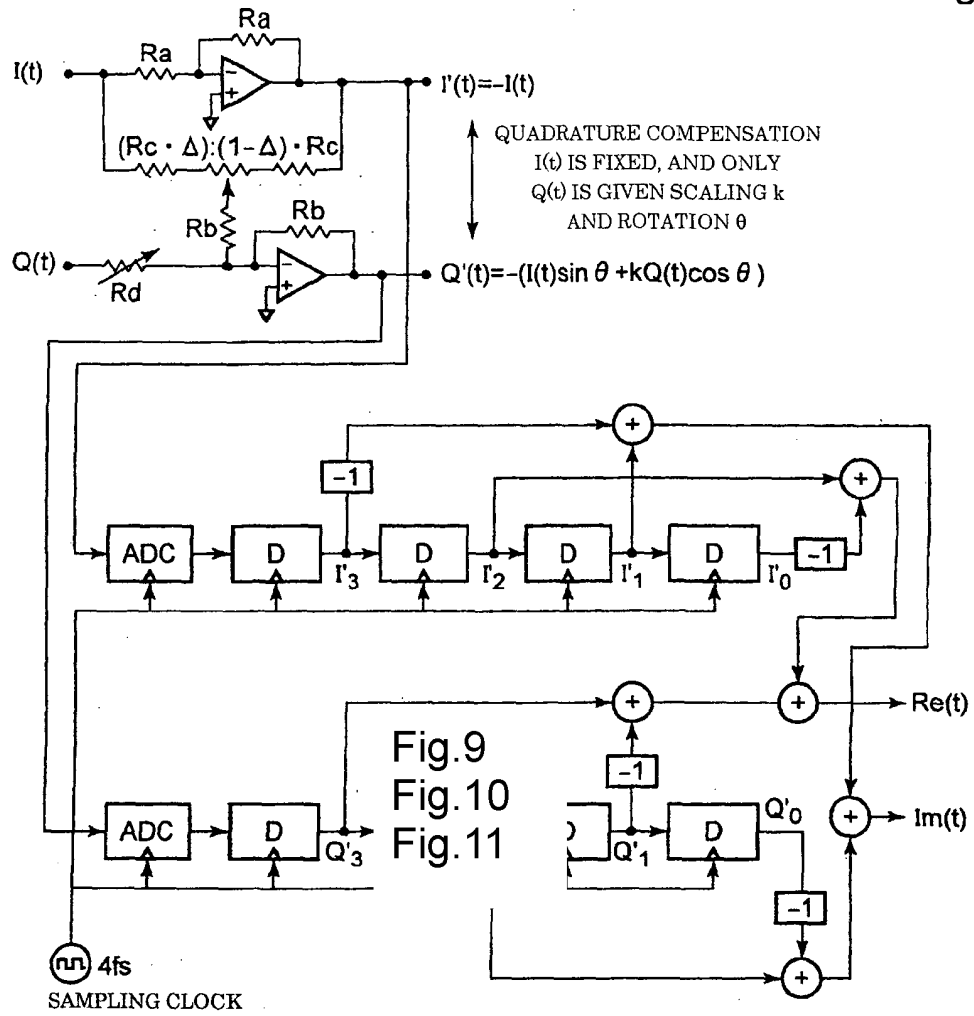 Ra
Ra
I(t)
−
+
I'(t)=-I(t)
(Rc · Δ):(1-Δ) · Rc
QUADRATURE COMPENSATION
I(t) IS FIXED, AND ONLY
Q(t) IS GIVEN SCALING k
AND ROTATION θ
Rb
Rb
Q(t)
−
+
Rd
Q'(t)=-(I(t)sin θ +kQ(t)cos θ )
+
-1
+
ADC
D
D
D
D
-1
I'3
I'2
I'1
I'0
+
+
Re(t)
-1
Fig.9
Fig.10
Fig.11
ADC
D
D
Q'3
Q'1
Q'0
+
Im(t)
-1
+
4fs
SAMPLING CLOCK